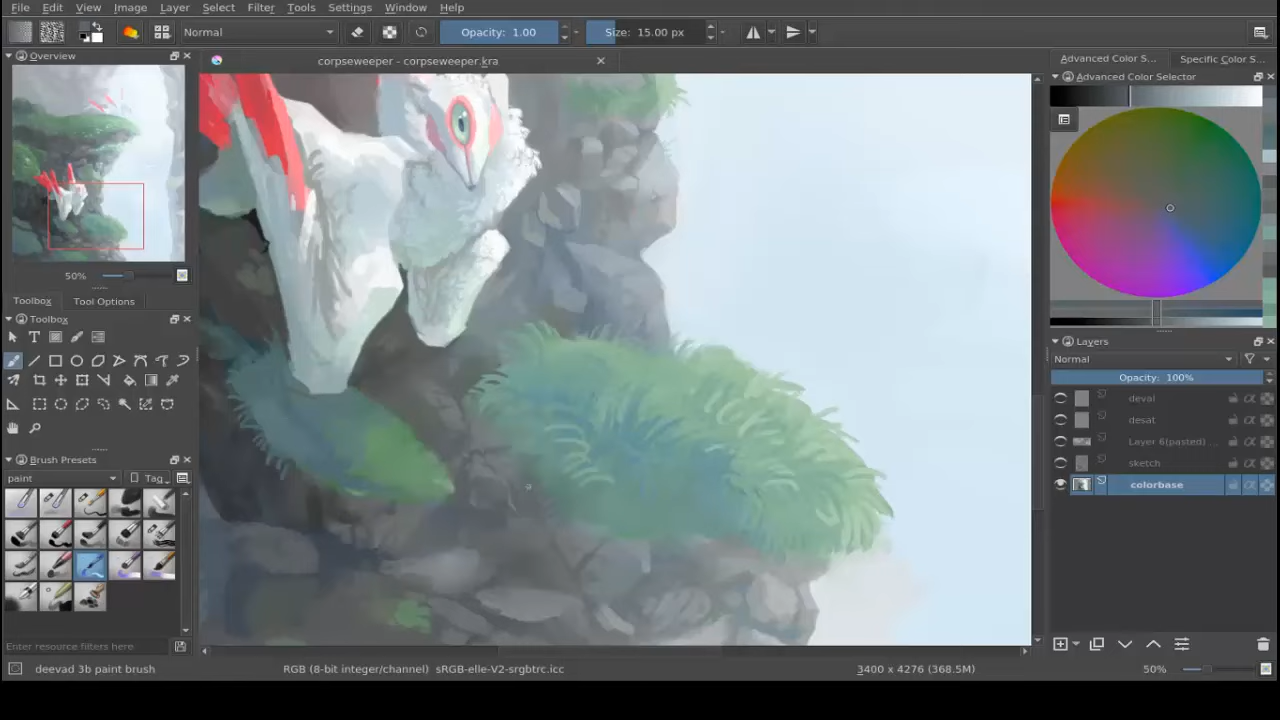 File Edit View Image Layer Select Filter Tools Settings Window Help
Normal Opacity: 1.00 Size: 15.00 px
Overview corpseweeper - corpseweeper.kra Advanced Color S... Specific Color S...
Advanced Color Selector
50%
Toolbox Tool Options
Toolbox
Layers
Normal
Opacity: 100%
deval
desat
Layer 6(pasted) ...
sketch
colorbase
Brush Presets
paint Tag
Enter resource filters here
deevad 3b paint brush RGB (8-bit integer/channel) sRGB-elle-V2-srgbtrc.icc 3400 x 4276 (368.5M) 50%